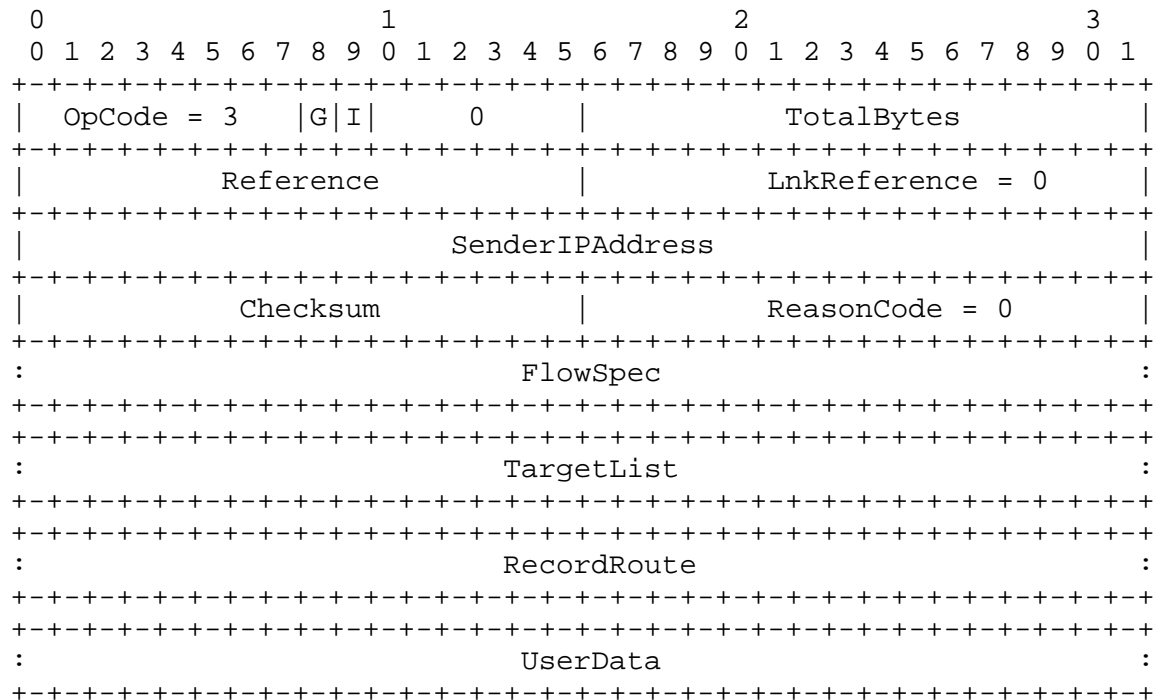 0                   1                   2                   3
 0 1 2 3 4 5 6 7 8 9 0 1 2 3 4 5 6 7 8 9 0 1 2 3 4 5 6 7 8 9 0 1
+-+-+-+-+-+-+-+-+-+-+-+-+-+-+-+-+-+-+-+-+-+-+-+-+-+-+-+-+-+-+-+-+
|  OpCode = 3   |G|I|     0     |           TotalBytes          |
+-+-+-+-+-+-+-+-+-+-+-+-+-+-+-+-+-+-+-+-+-+-+-+-+-+-+-+-+-+-+-+-+
|           Reference           |          LnkReference = 0     |
+-+-+-+-+-+-+-+-+-+-+-+-+-+-+-+-+-+-+-+-+-+-+-+-+-+-+-+-+-+-+-+-+
|                        SenderIPAddress                        |
+-+-+-+-+-+-+-+-+-+-+-+-+-+-+-+-+-+-+-+-+-+-+-+-+-+-+-+-+-+-+-+-+
|            Checksum           |          ReasonCode = 0       |
+-+-+-+-+-+-+-+-+-+-+-+-+-+-+-+-+-+-+-+-+-+-+-+-+-+-+-+-+-+-+-+-+
:                            FlowSpec                           :
+-+-+-+-+-+-+-+-+-+-+-+-+-+-+-+-+-+-+-+-+-+-+-+-+-+-+-+-+-+-+-+-+
+-+-+-+-+-+-+-+-+-+-+-+-+-+-+-+-+-+-+-+-+-+-+-+-+-+-+-+-+-+-+-+-+
:                           TargetList                          :
+-+-+-+-+-+-+-+-+-+-+-+-+-+-+-+-+-+-+-+-+-+-+-+-+-+-+-+-+-+-+-+-+
+-+-+-+-+-+-+-+-+-+-+-+-+-+-+-+-+-+-+-+-+-+-+-+-+-+-+-+-+-+-+-+-+
:                           RecordRoute                         :
+-+-+-+-+-+-+-+-+-+-+-+-+-+-+-+-+-+-+-+-+-+-+-+-+-+-+-+-+-+-+-+-+
+-+-+-+-+-+-+-+-+-+-+-+-+-+-+-+-+-+-+-+-+-+-+-+-+-+-+-+-+-+-+-+-+
:                            UserData                           :
+-+-+-+-+-+-+-+-+-+-+-+-+-+-+-+-+-+-+-+-+-+-+-+-+-+-+-+-+-+-+-+-+